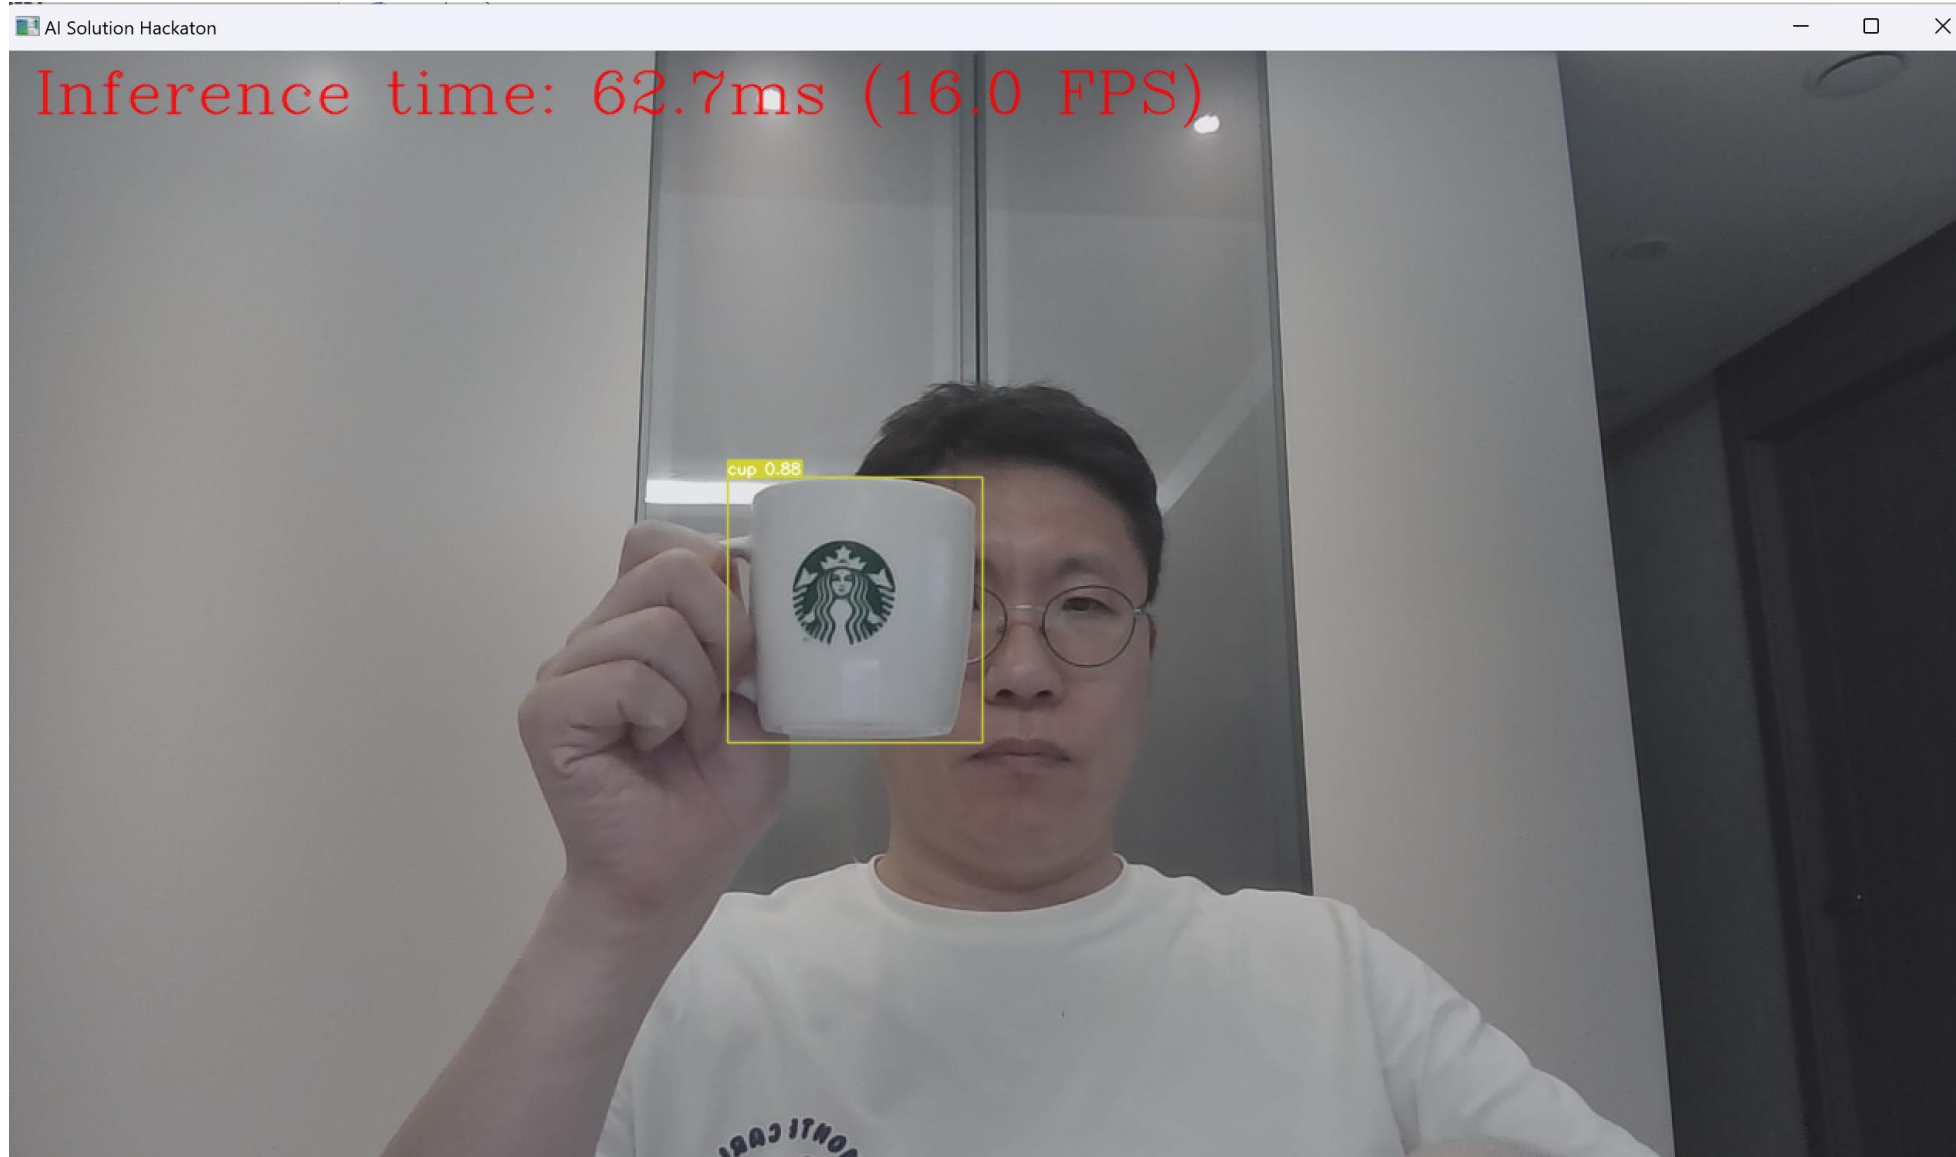 AI Solution Hackaton
Inference time: 62.7ms (16.0 FPS)
cup 0.88